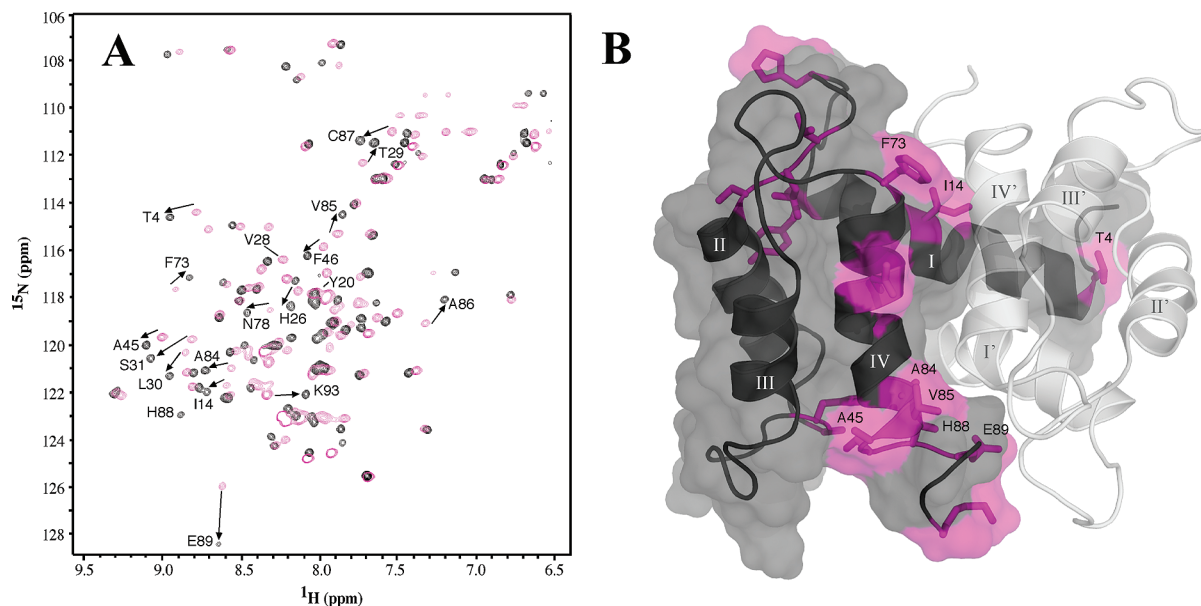 A
106
108
110
112
114
116
118
120
122
124
126
128
15N (ppm)
C87
T29
T4
V85
V28
F46
F73
Y20
A86
N78
H26
A45
S31
A84
L30
K93
I14
H88
E89
9.5 9.0 8.5 8.0 7.5 7.0 6.5
1H (ppm)
B
F73
I14
IV'
III'
T4
II
I
II'
I'
III
IV
A84
V85
A45
H88
E89